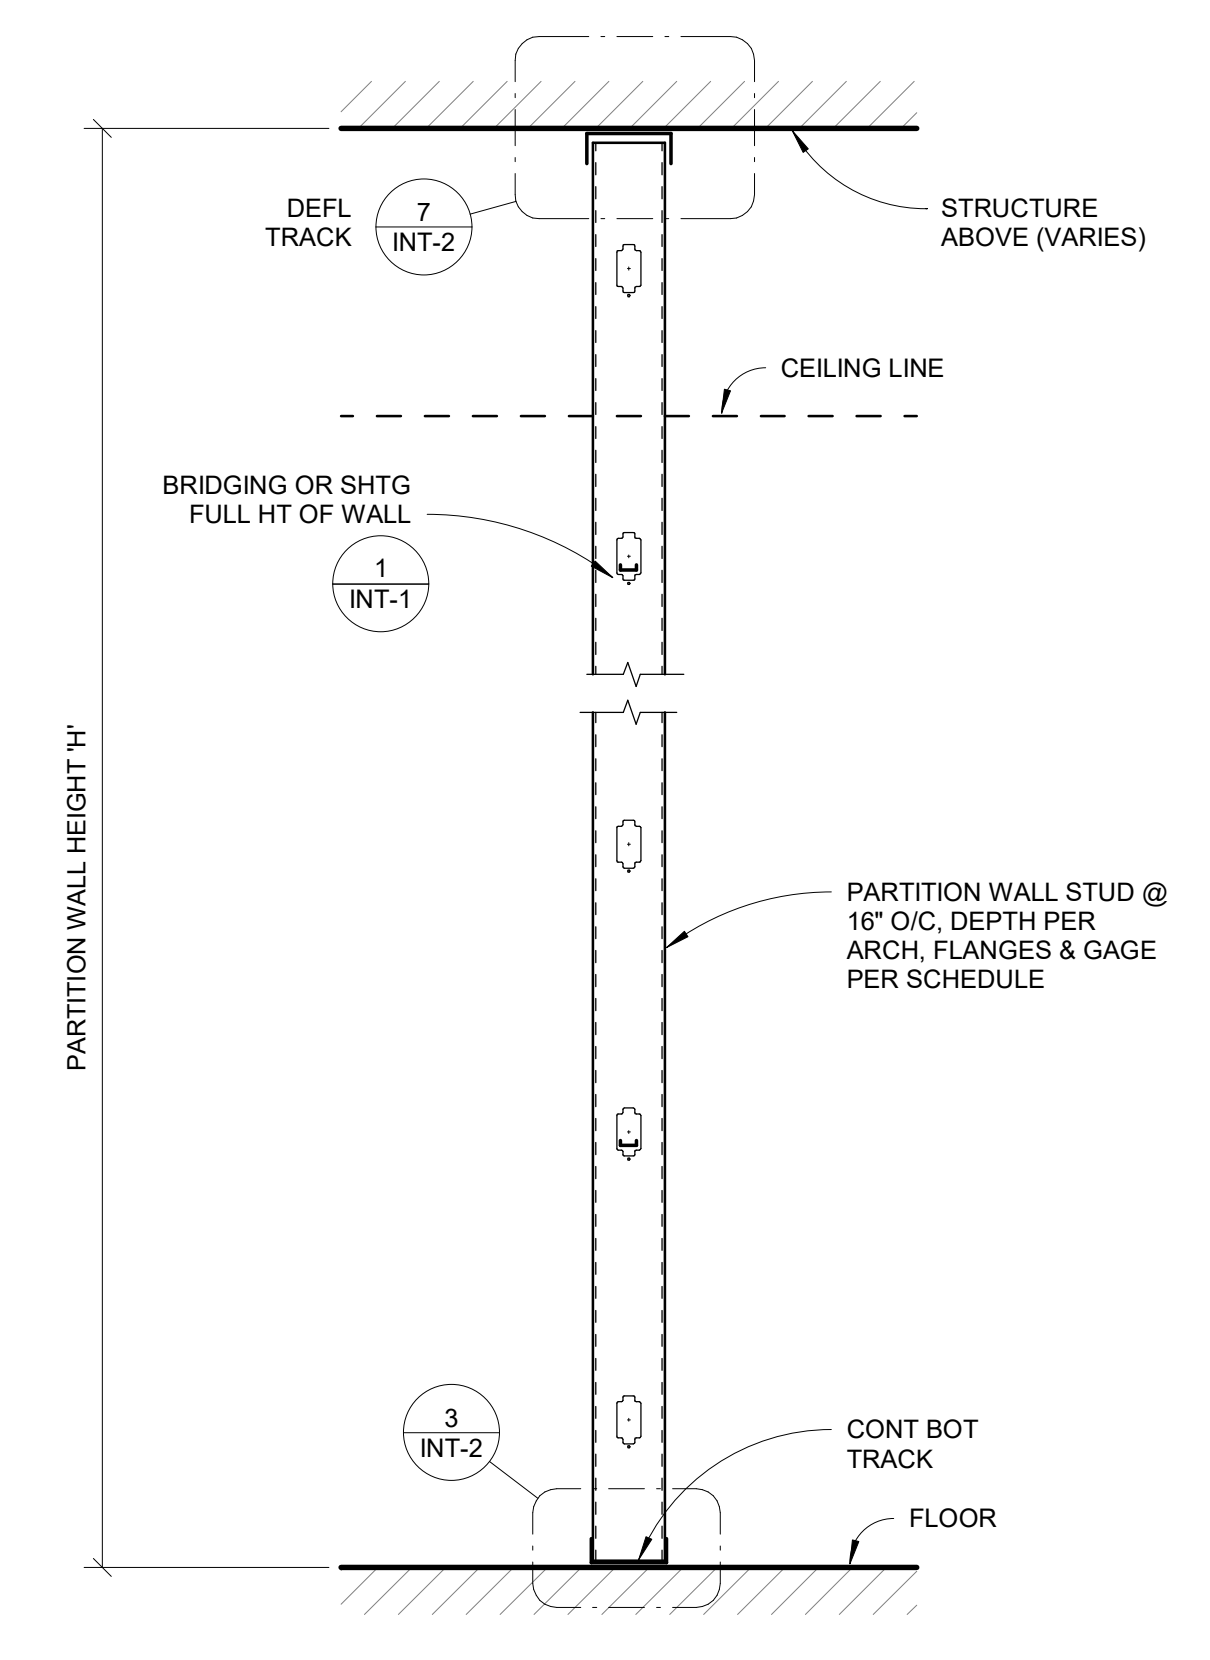 DEFL
TRACK
7
INT-2
STRUCTURE
ABOVE (VARIES)
CEILING LINE
BRIDGING OR SHTG
FULL HT OF WALL
1
INT-1
PARTITION WALL HEIGHT 'H'
PARTITION WALL STUD @
16" O/C, DEPTH PER
ARCH, FLANGES & GAGE
PER SCHEDULE
3
INT-2
CONT BOT
TRACK
FLOOR